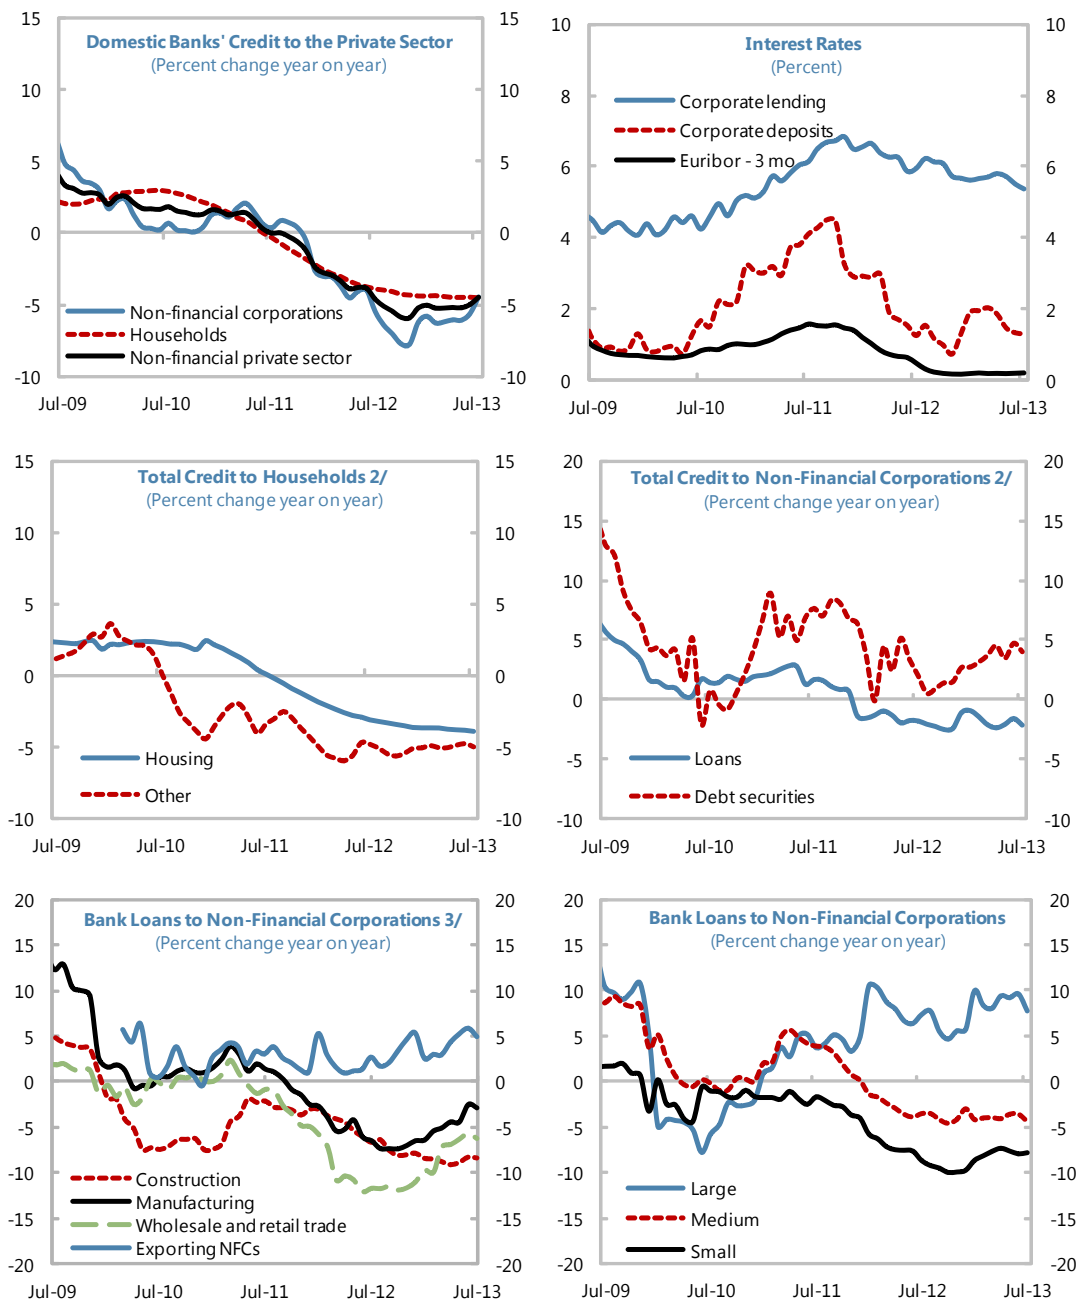 Domestic Banks' Credit to the Private Sector
(Percent change year on year)
15
10
5
0
-5
-10
15
10
5
0
-5
-10
Non-financial corporations
Households
Non-financial private sector
Jul-09
Jul-10
Jul-11
Jul-12
Jul-13
Interest Rates
(Percent)
10
8
6
4
2
0
10
8
6
4
2
0
Corporate lending
Corporate deposits
Euribor - 3 mo
Jul-09
Jul-10
Jul-11
Jul-12
Jul-13
Total Credit to Households 2/
(Percent change year on year)
15
10
5
0
-5
-10
15
10
5
0
-5
-10
Housing
Other
Jul-09
Jul-10
Jul-11
Jul-12
Jul-13
Total Credit to Non-Financial Corporations 2/
(Percent change year on year)
20
15
10
5
0
-5
-10
20
15
10
5
0
-5
-10
Loans
Debt securities
Jul-09
Jul-10
Jul-11
Jul-12
Jul-13
Bank Loans to Non-Financial Corporations 3/
(Percent change year on year)
20
15
10
5
0
-5
-10
-15
-20
20
15
10
5
0
-5
-10
-15
-20
Construction
Manufacturing
Wholesale and retail trade
Exporting NFCs
Jul-09
Jul-10
Jul-11
Jul-12
Jul-13
Bank Loans to Non-Financial Corporations
(Percent change year on year)
20
15
10
5
0
-5
-10
-15
-20
20
15
10
5
0
-5
-10
-15
-20
Large
Medium
Small
Jul-09
Jul-10
Jul-11
Jul-12
Jul-13